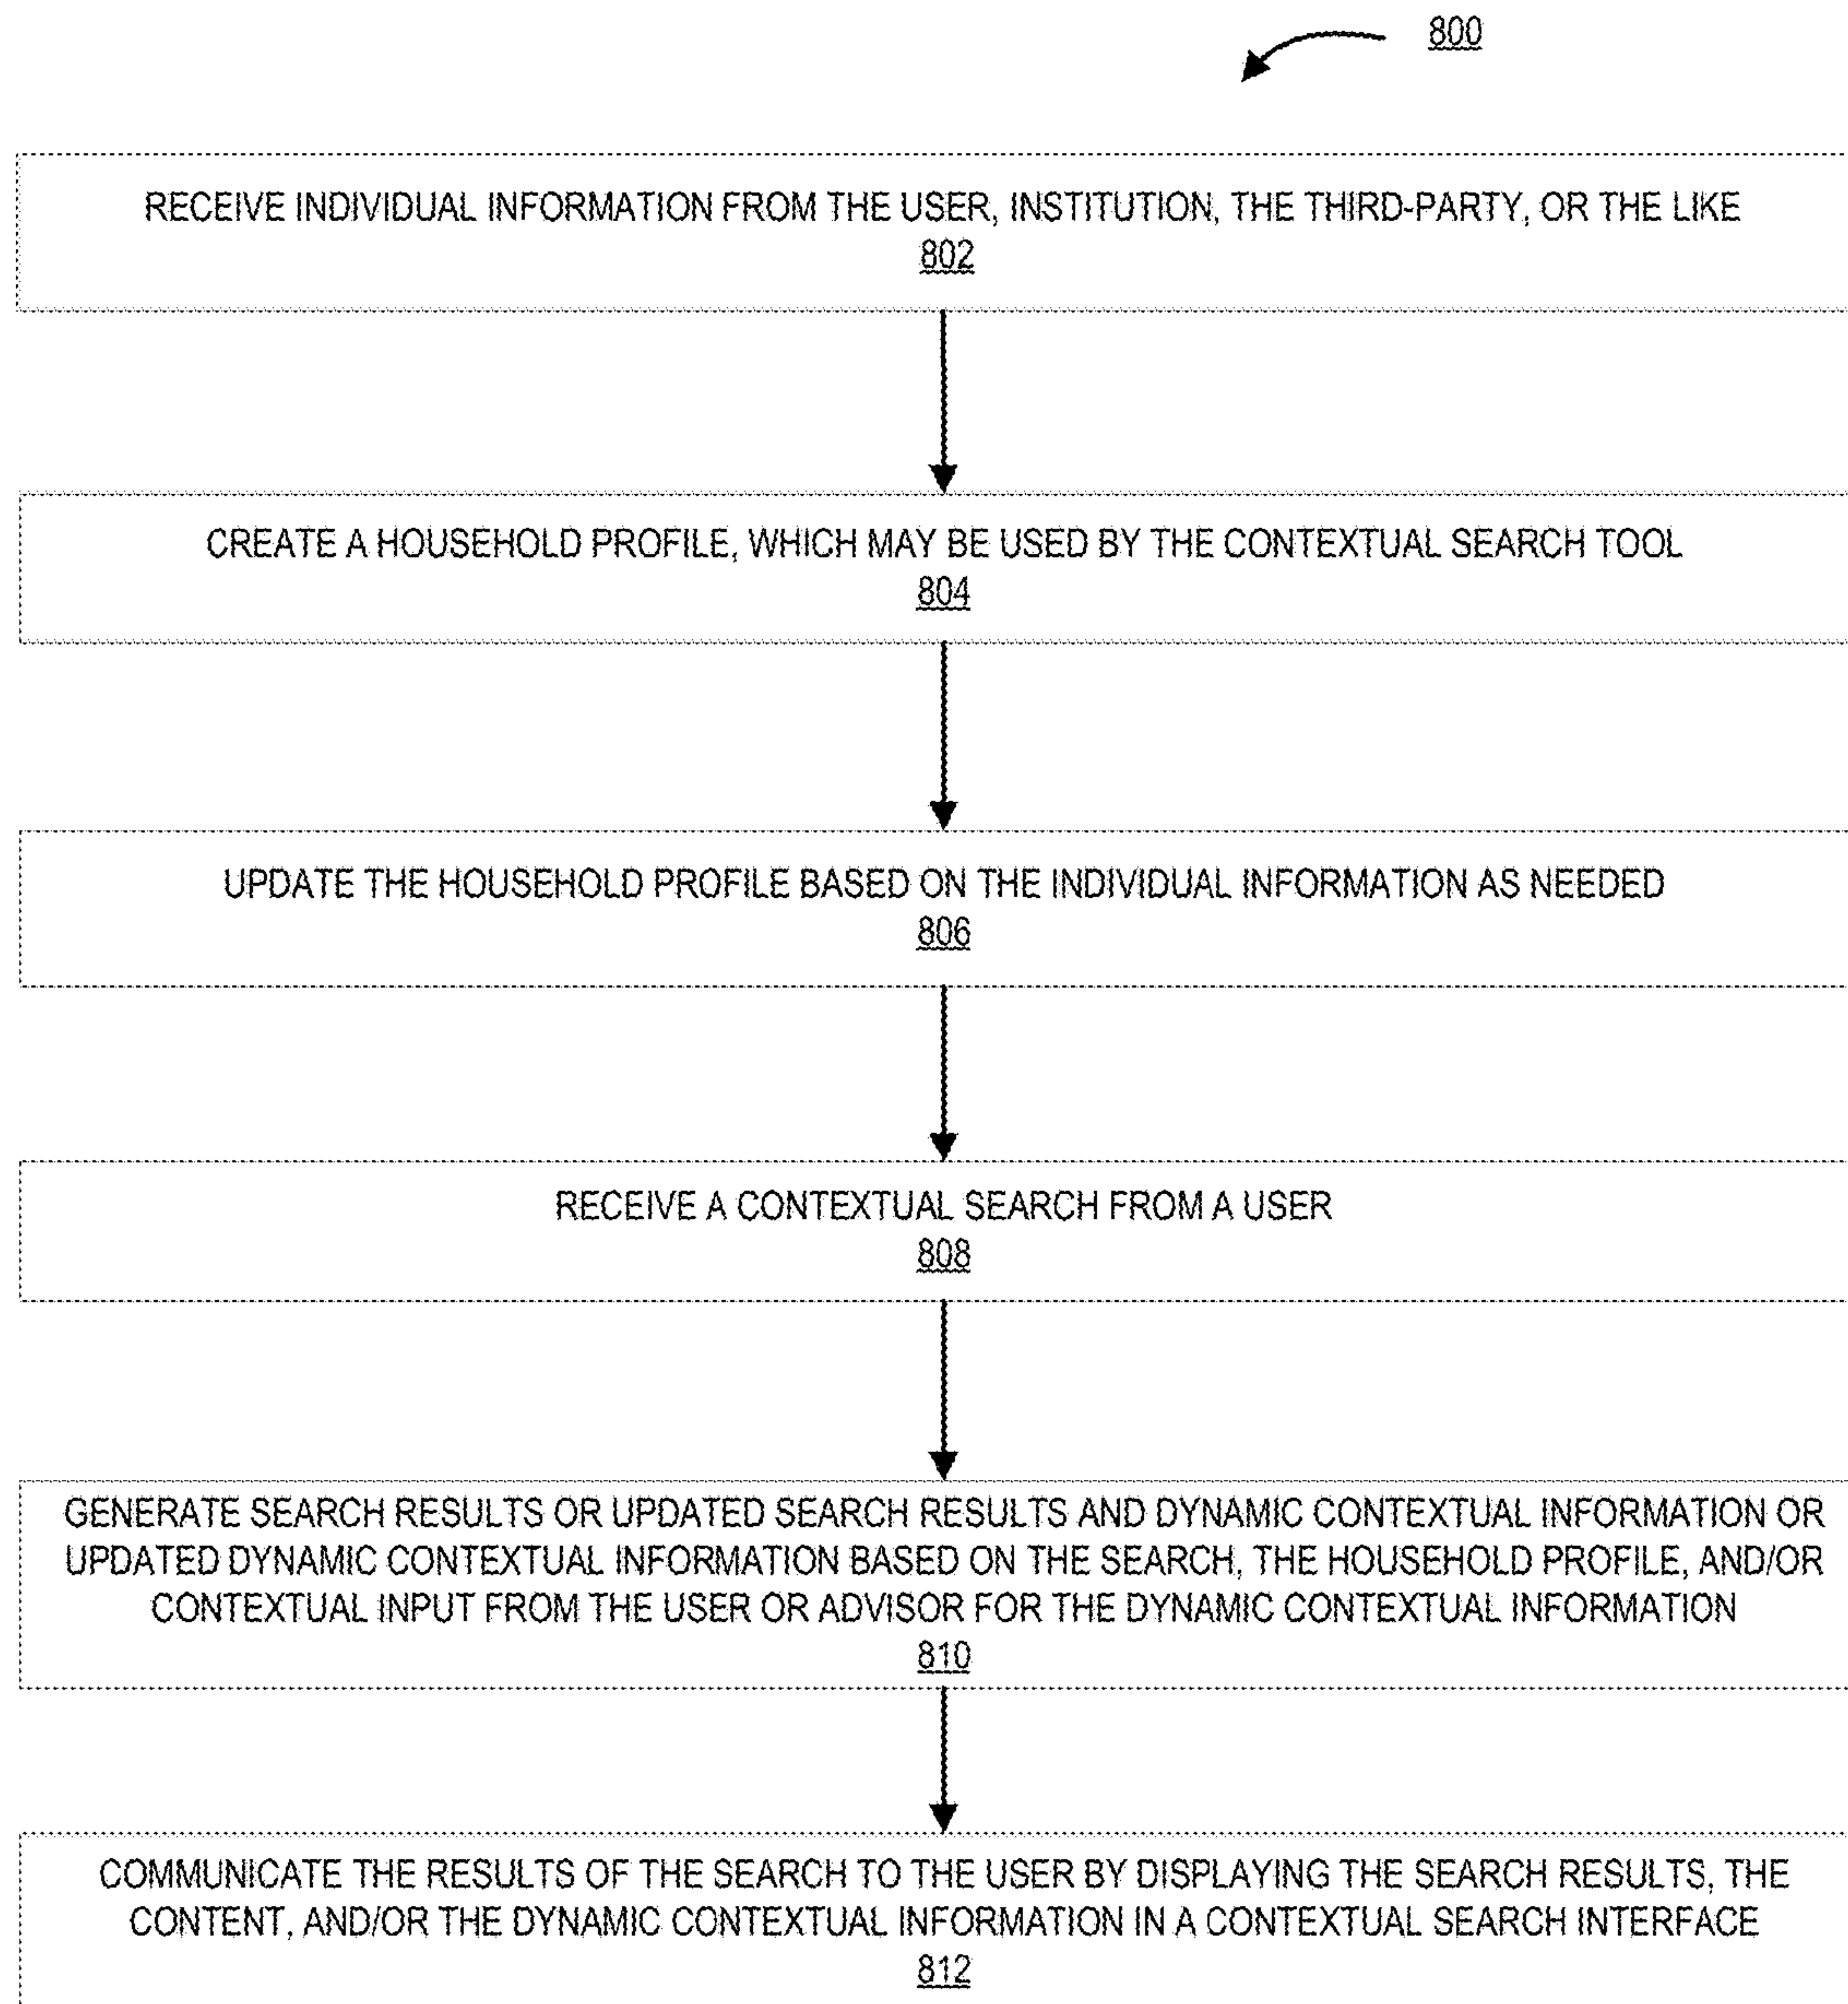 800
RECEIVE INDIVIDUAL INFORMATION FROM THE USER, INSTITUTION, THE THIRD-PARTY, OR THE LIKE
802
CREATE A HOUSEHOLD PROFILE, WHICH MAY BE USED BY THE CONTEXTUAL SEARCH TOOL
804
UPDATE THE HOUSEHOLD PROFILE BASED ON THE INDIVIDUAL INFORMATION AS NEEDED
806
RECEIVE A CONTEXTUAL SEARCH FROM A USER
808
GENERATE SEARCH RESULTS OR UPDATED SEARCH RESULTS AND DYNAMIC CONTEXTUAL INFORMATION OR
UPDATED DYNAMIC CONTEXTUAL INFORMATION BASED ON THE SEARCH, THE HOUSEHOLD PROFILE, AND/OR
CONTEXTUAL INPUT FROM THE USER OR ADVISOR FOR THE DYNAMIC CONTEXTUAL INFORMATION
810
COMMUNICATE THE RESULTS OF THE SEARCH TO THE USER BY DISPLAYING THE SEARCH RESULTS, THE
CONTENT, AND/OR THE DYNAMIC CONTEXTUAL INFORMATION IN A CONTEXTUAL SEARCH INTERFACE
812